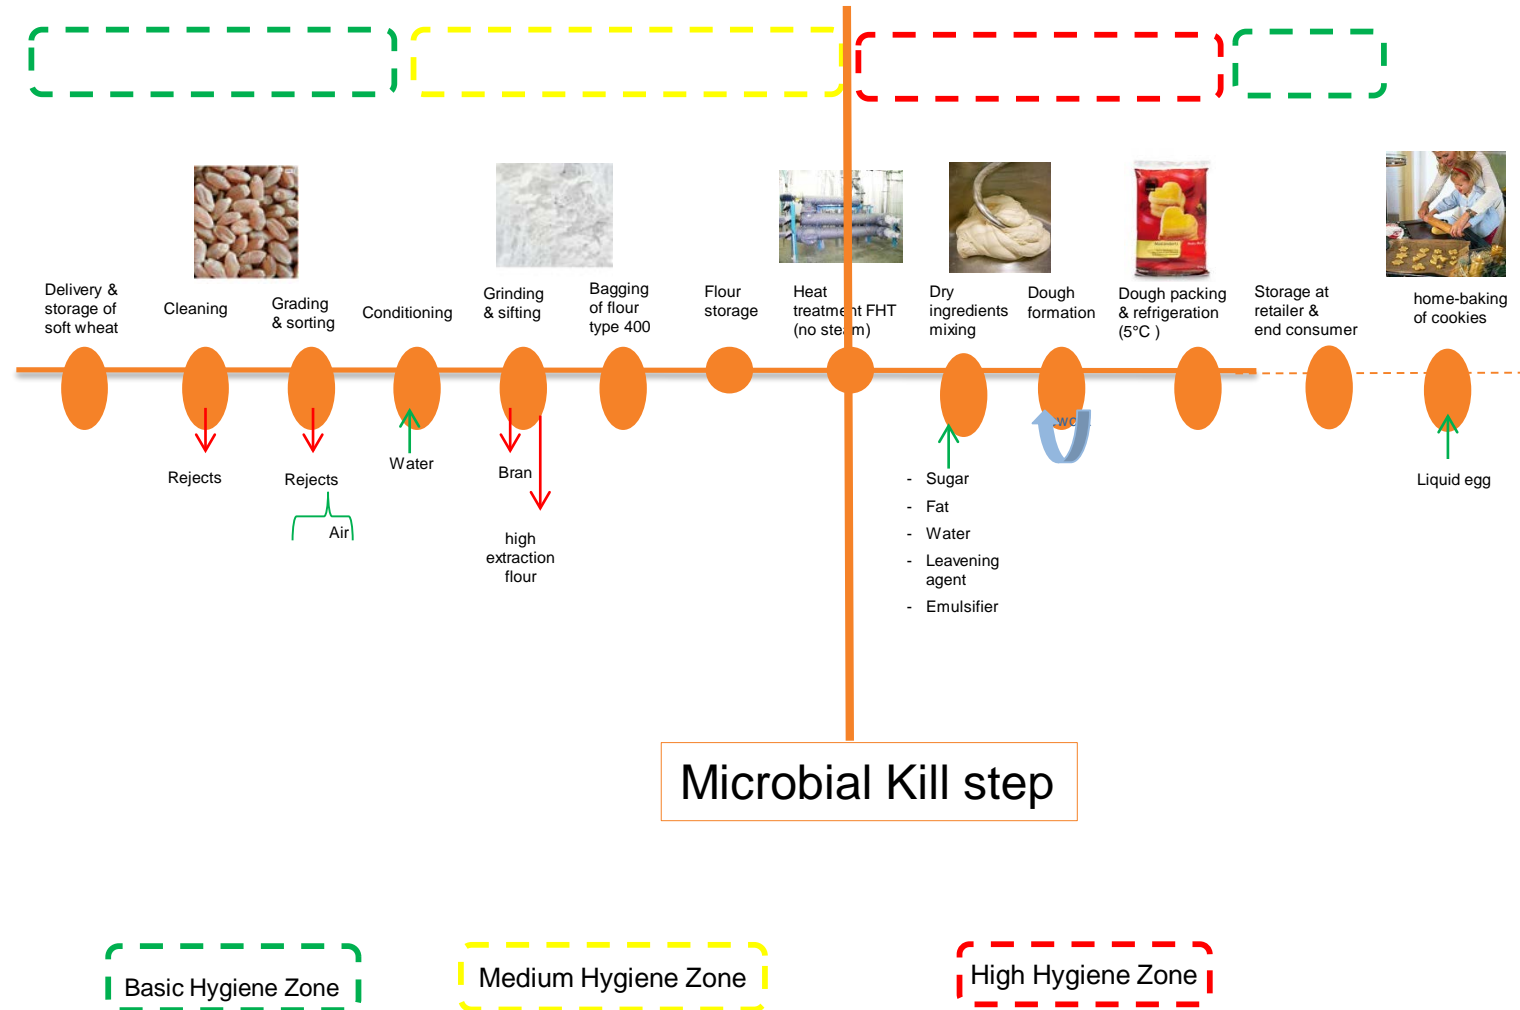 Delivery &
storage of
soft wheat
Cleaning
Grading
& sorting
Conditioning
Grinding
& sifting
Bagging
of flour
type 400
Flour
storage
Heat
treatment FHT
(no steam)
Dry
ingredients
mixing
Dough
formation
Dough packing
& refrigeration
(5°C )
Storage at
retailer &
end consumer
home-baking
of cookies
Rejects
Rejects
Air
Water
Bran
high
extraction
flour
- Sugar
- Fat
- Water
- Leavening
agent
- Emulsifier
Liquid egg
Microbial Kill step
Basic Hygiene Zone
Medium Hygiene Zone
High Hygiene Zone